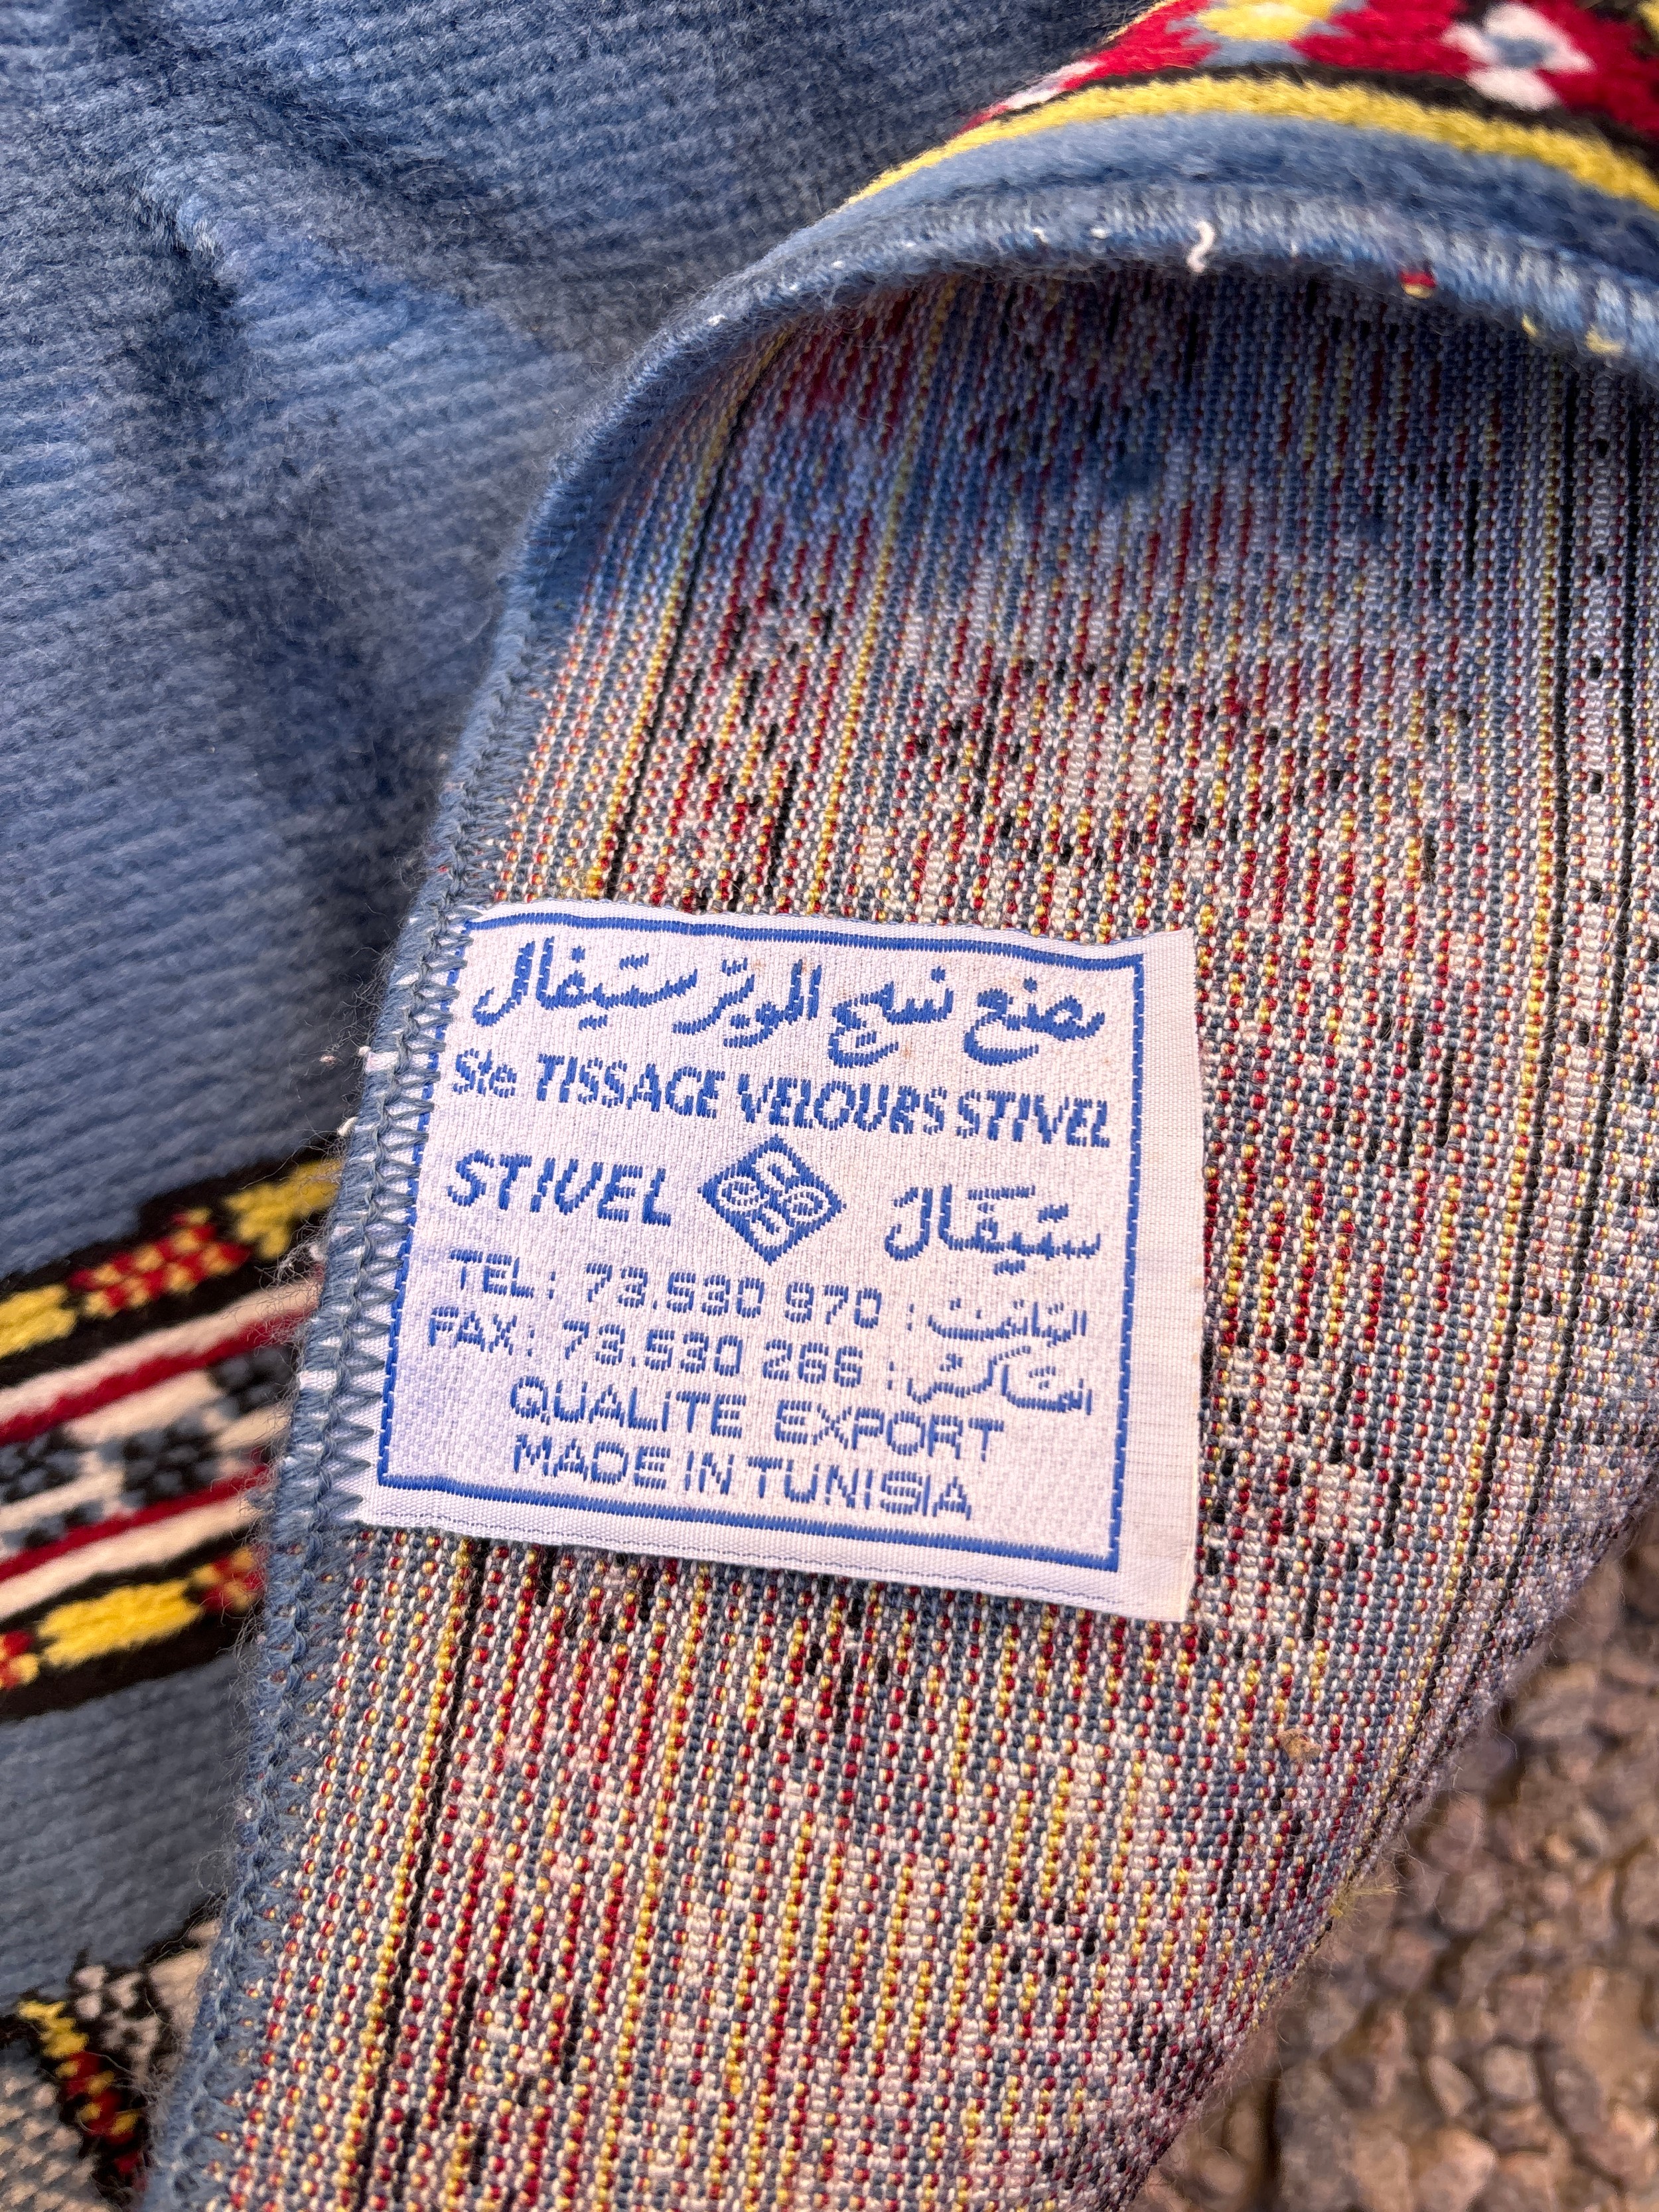 مصنع نسيج الوبر ستيفال
Ste TISSAGE VELOURS STIVEL
STIVEL ستيفال
TEL : 73.530 970 : الهاتف
FAX : 73.530 266 : الفاكس
QUALITE EXPORT
MADE IN TUNISIA